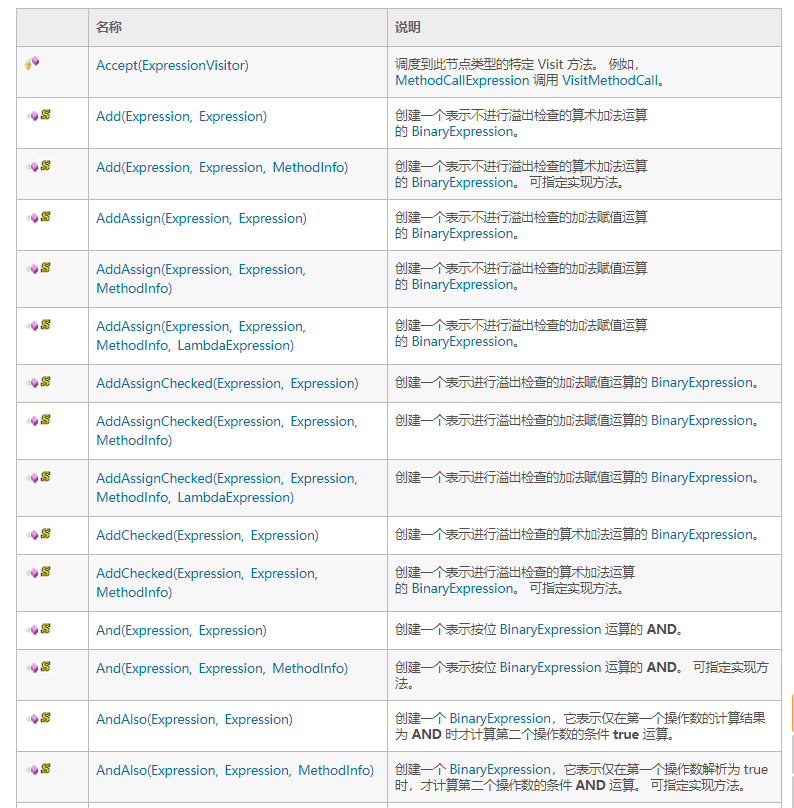 名称 说明
Accept(ExpressionVisitor) 调度到此节点类型的特定 Visit 方法。 例如，
MethodCallExpression 调用 VisitMethodCall。
Add(Expression, Expression) 创建一个表示不进行溢出检查的算术加法运算
的 BinaryExpression。
Add(Expression, Expression, MethodInfo) 创建一个表示不进行溢出检查的算术加法运算
的 BinaryExpression。 可指定实现方法。
AddAssign(Expression, Expression) 创建一个表示不进行溢出检查的加法赋值运算
的 BinaryExpression。
AddAssign(Expression, Expression, 创建一个表示不进行溢出检查的加法赋值运算
MethodInfo) 的 BinaryExpression。
AddAssign(Expression, Expression, 创建一个表示不进行溢出检查的加法赋值运算
MethodInfo, LambdaExpression) 的 BinaryExpression。
AddAssignChecked(Expression, Expression) 创建一个表示进行溢出检查的加法赋值运算的 BinaryExpression。
AddAssignChecked(Expression, Expression, 创建一个表示进行溢出检查的加法赋值运算的 BinaryExpression。
MethodInfo)
AddAssignChecked(Expression, Expression, 创建一个表示进行溢出检查的加法赋值运算的 BinaryExpression。
MethodInfo, LambdaExpression)
AddChecked(Expression, Expression) 创建一个表示进行溢出检查的算术加法运算的 BinaryExpression。
AddChecked(Expression, Expression, 创建一个表示进行溢出检查的算术加法运算
MethodInfo) 的 BinaryExpression。 可指定实现方法。
And(Expression, Expression) 创建一个表示按位 BinaryExpression 运算的 AND。
And(Expression, Expression, MethodInfo) 创建一个表示按位 BinaryExpression 运算的 AND。 可指定实现方
法。
AndAlso(Expression, Expression) 创建一个 BinaryExpression，它表示仅在第一个操作数的计算结果
为 AND 时才计算第二个操作数的条件 true 运算。
AndAlso(Expression, Expression, MethodInfo) 创建一个 BinaryExpression，它表示仅在第一个操作数解析为 true
时，才计算第二个操作数的条件 AND 运算。 可指定实现方法。